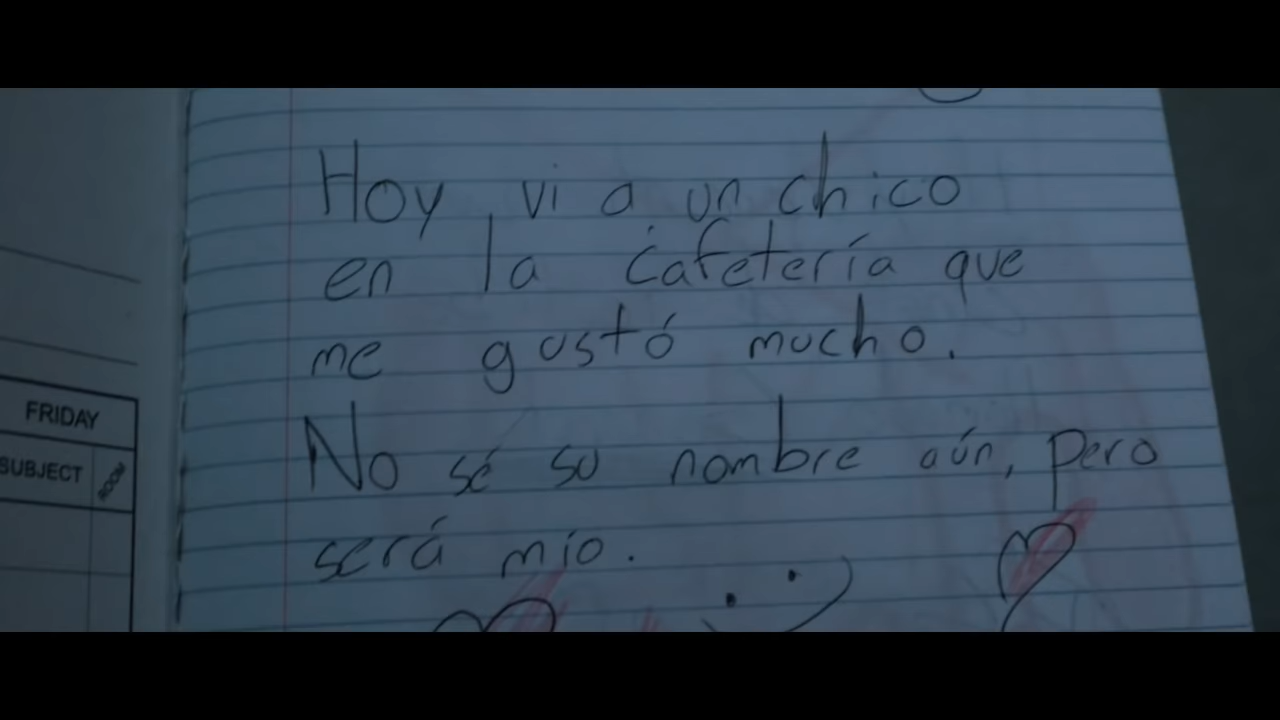 Hoy, vi a un chico
en la cafetería que
me gustó mucho.
No sé su nombre aún, pero
será mío.
FRIDAY
SUBJECT
ROOM